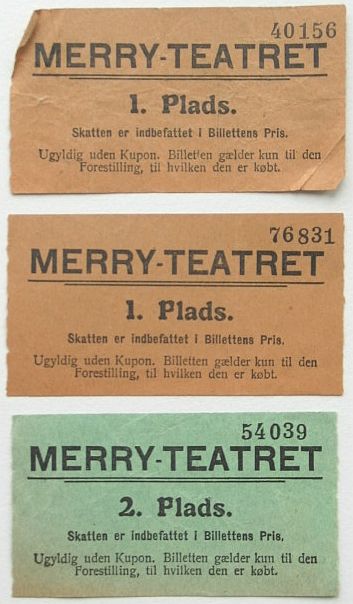 40156
MERRY-TEATRET
1. Plads.
Skatten er indbefattet i Billettens Pris.
Ugyldig uden Kupon. Billetten gælder kun til den
Forestilling, til hvilken den er købt.
76831
MERRY-TEATRET
1. Plads.
Skatten er indbefattet i Billettens Pris.
Ugyldig uden Kupon. Billetten gælder kun til den
Forestilling, til hvilken den er købt.
54039
MERRY-TEATRET
2. Plads.
Skatten er indbefattet i Billettens Pris.
Ugyldig uden Kupon. Billetten gælder kun til den
Forestilling, til hvilken den er købt.